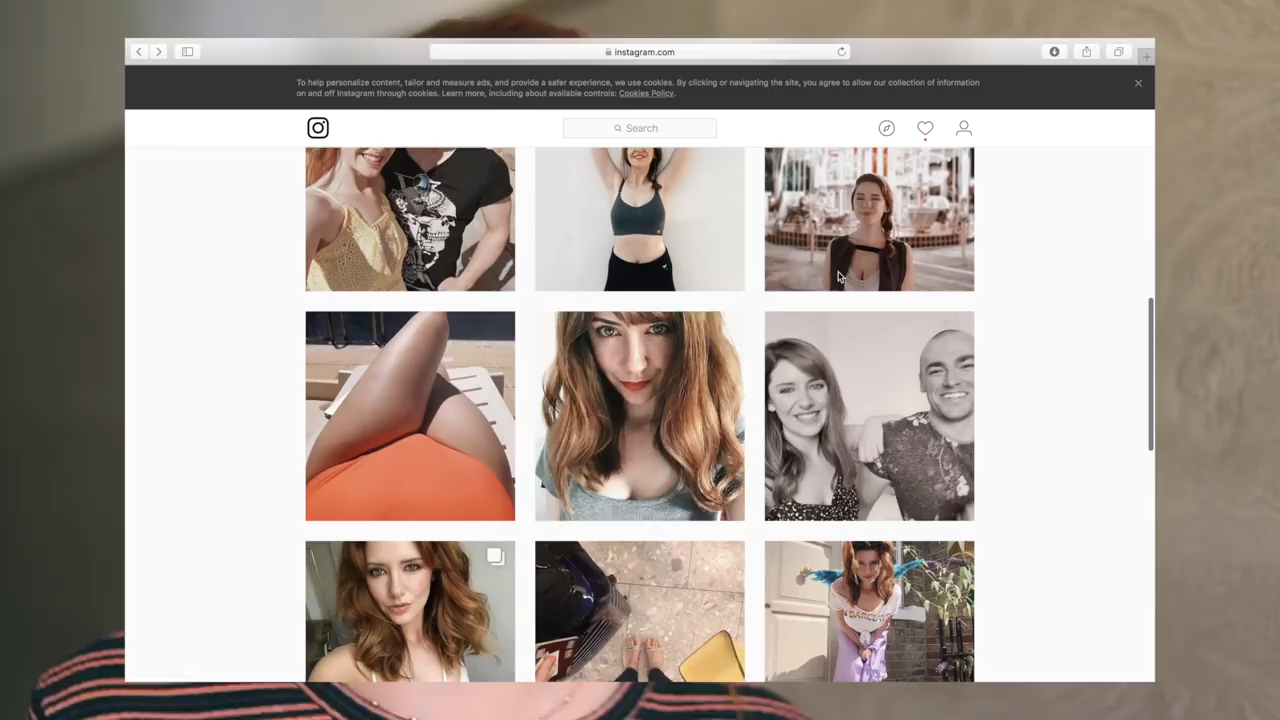 instagram.com
To help personalize content, tailor and measure ads, and provide a safer experience, we use cookies. By clicking or navigating the site, you agree to allow our collection of information
on and off Instagram through cookies. Learn more, including about available controls: Cookies Policy.
Search
BARCLAY